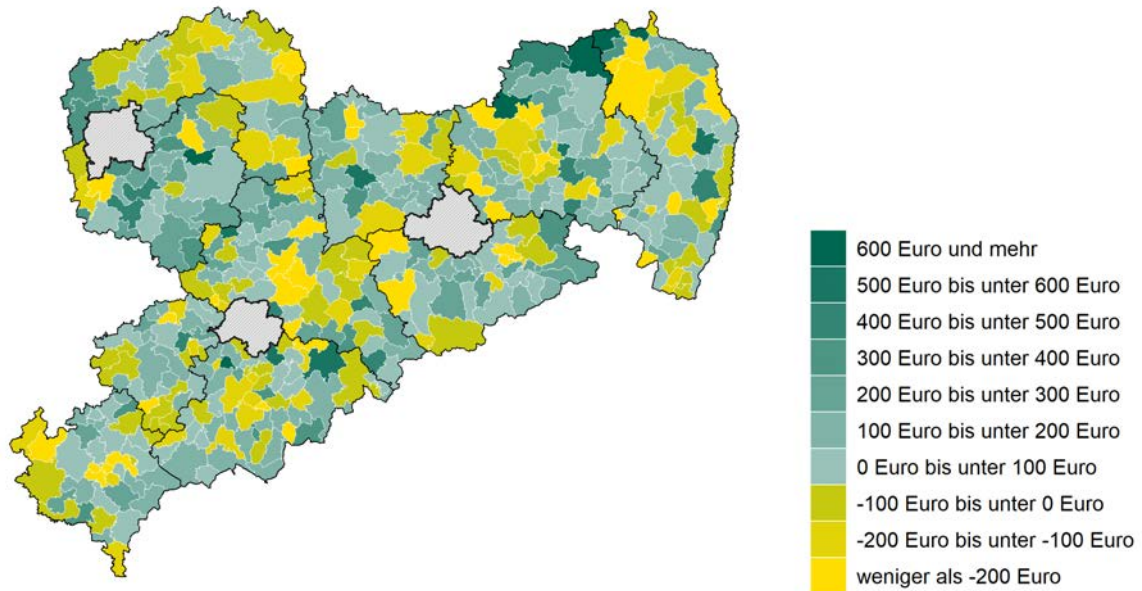 600 Euro und mehr
500 Euro bis unter 600 Euro
400 Euro bis unter 500 Euro
300 Euro bis unter 400 Euro
200 Euro bis unter 300 Euro
100 Euro bis unter 200 Euro
0 Euro bis unter 100 Euro
-100 Euro bis unter 0 Euro
-200 Euro bis unter -100 Euro
weniger als -200 Euro